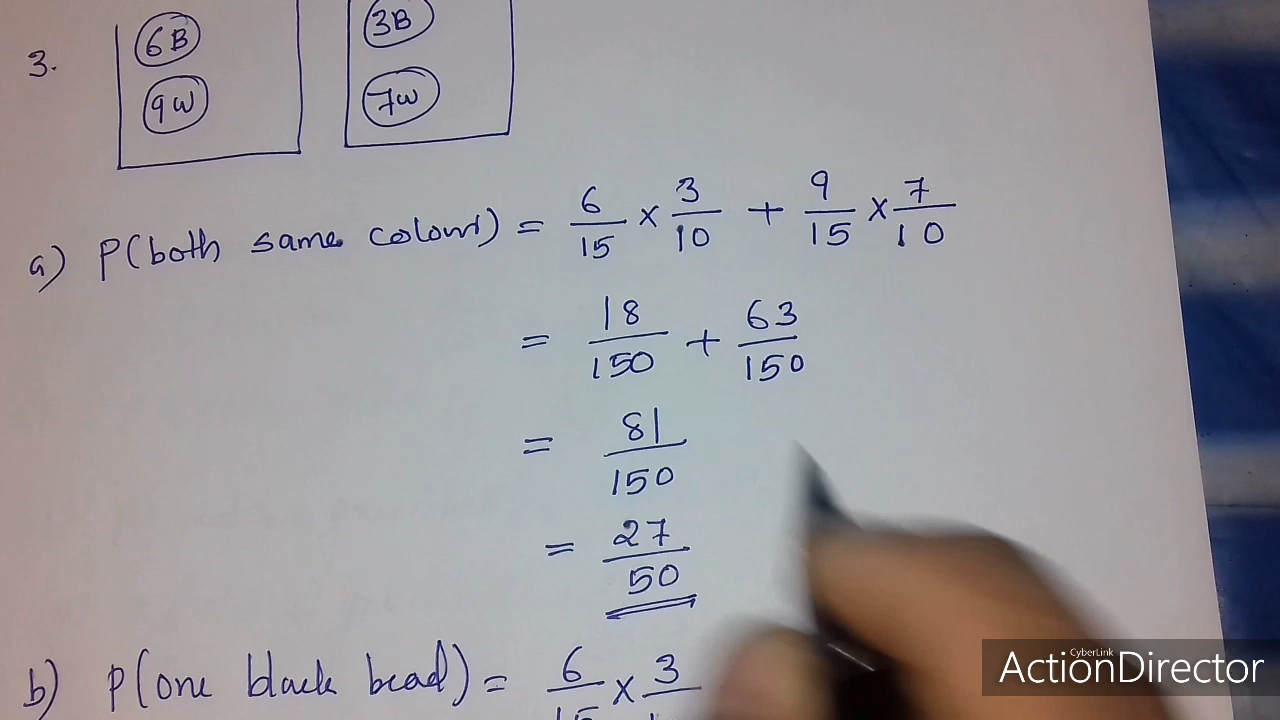 3.
6B 3B
9W 7W
a) P(both same colour) = 6/15 × 3/10 + 9/15 × 7/10
= 18/150 + 63/150
= 81/150
= 27/50
b) P(one black bead) = 6/15 × 3/
CyberLink
ActionDirector